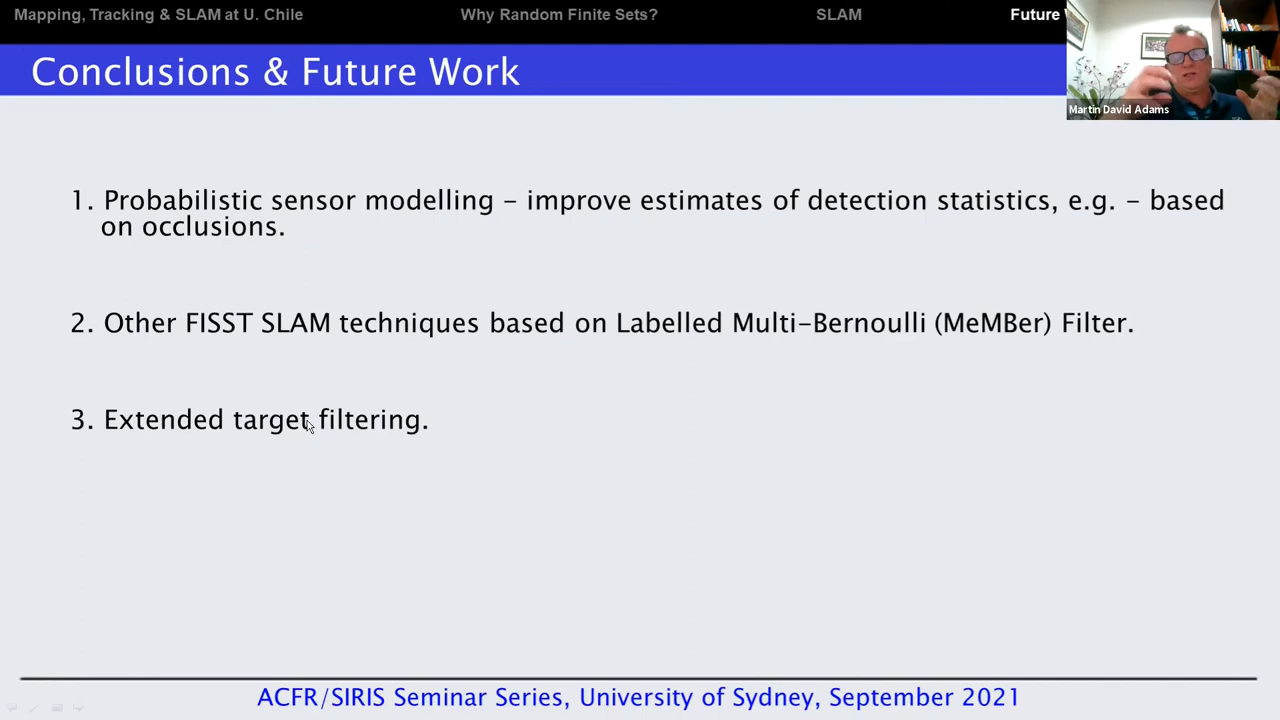 Mapping, Tracking & SLAM at U. Chile
Why Random Finite Sets?
SLAM
Future
Conclusions & Future Work
Martin David Adams
1. Probabilistic sensor modelling – improve estimates of detection statistics, e.g. – based
on occlusions.
2. Other FISST SLAM techniques based on Labelled Multi–Bernoulli (MeMBer) Filter.
3. Extended target filtering.
ACFR/SIRIS Seminar Series, University of Sydney, September 2021